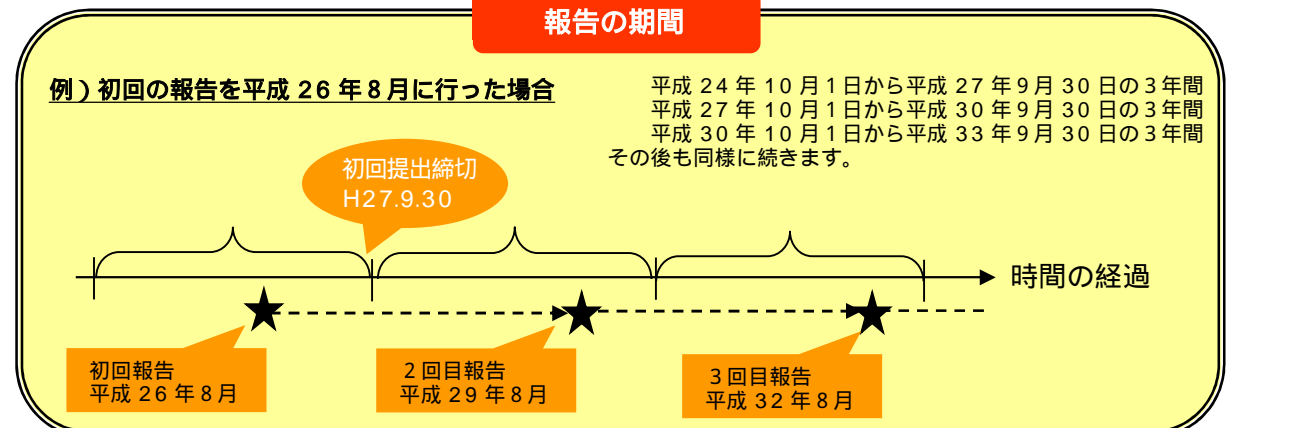 報告の期間
例）初回の報告を平成 26 年８月に行った場合
平成 24 年 10 月１日から平成 27 年９月 30 日の３年間
平成 27 年 10 月１日から平成 30 年９月 30 日の３年間
平成 30 年 10 月１日から平成 33 年９月 30 日の３年間
その後も同様に続きます。
初回提出締切
H27.9.30
時間の経過
初回報告
平成 26 年８月
２回目報告
平成 29 年８月
３回目報告
平成 32 年８月